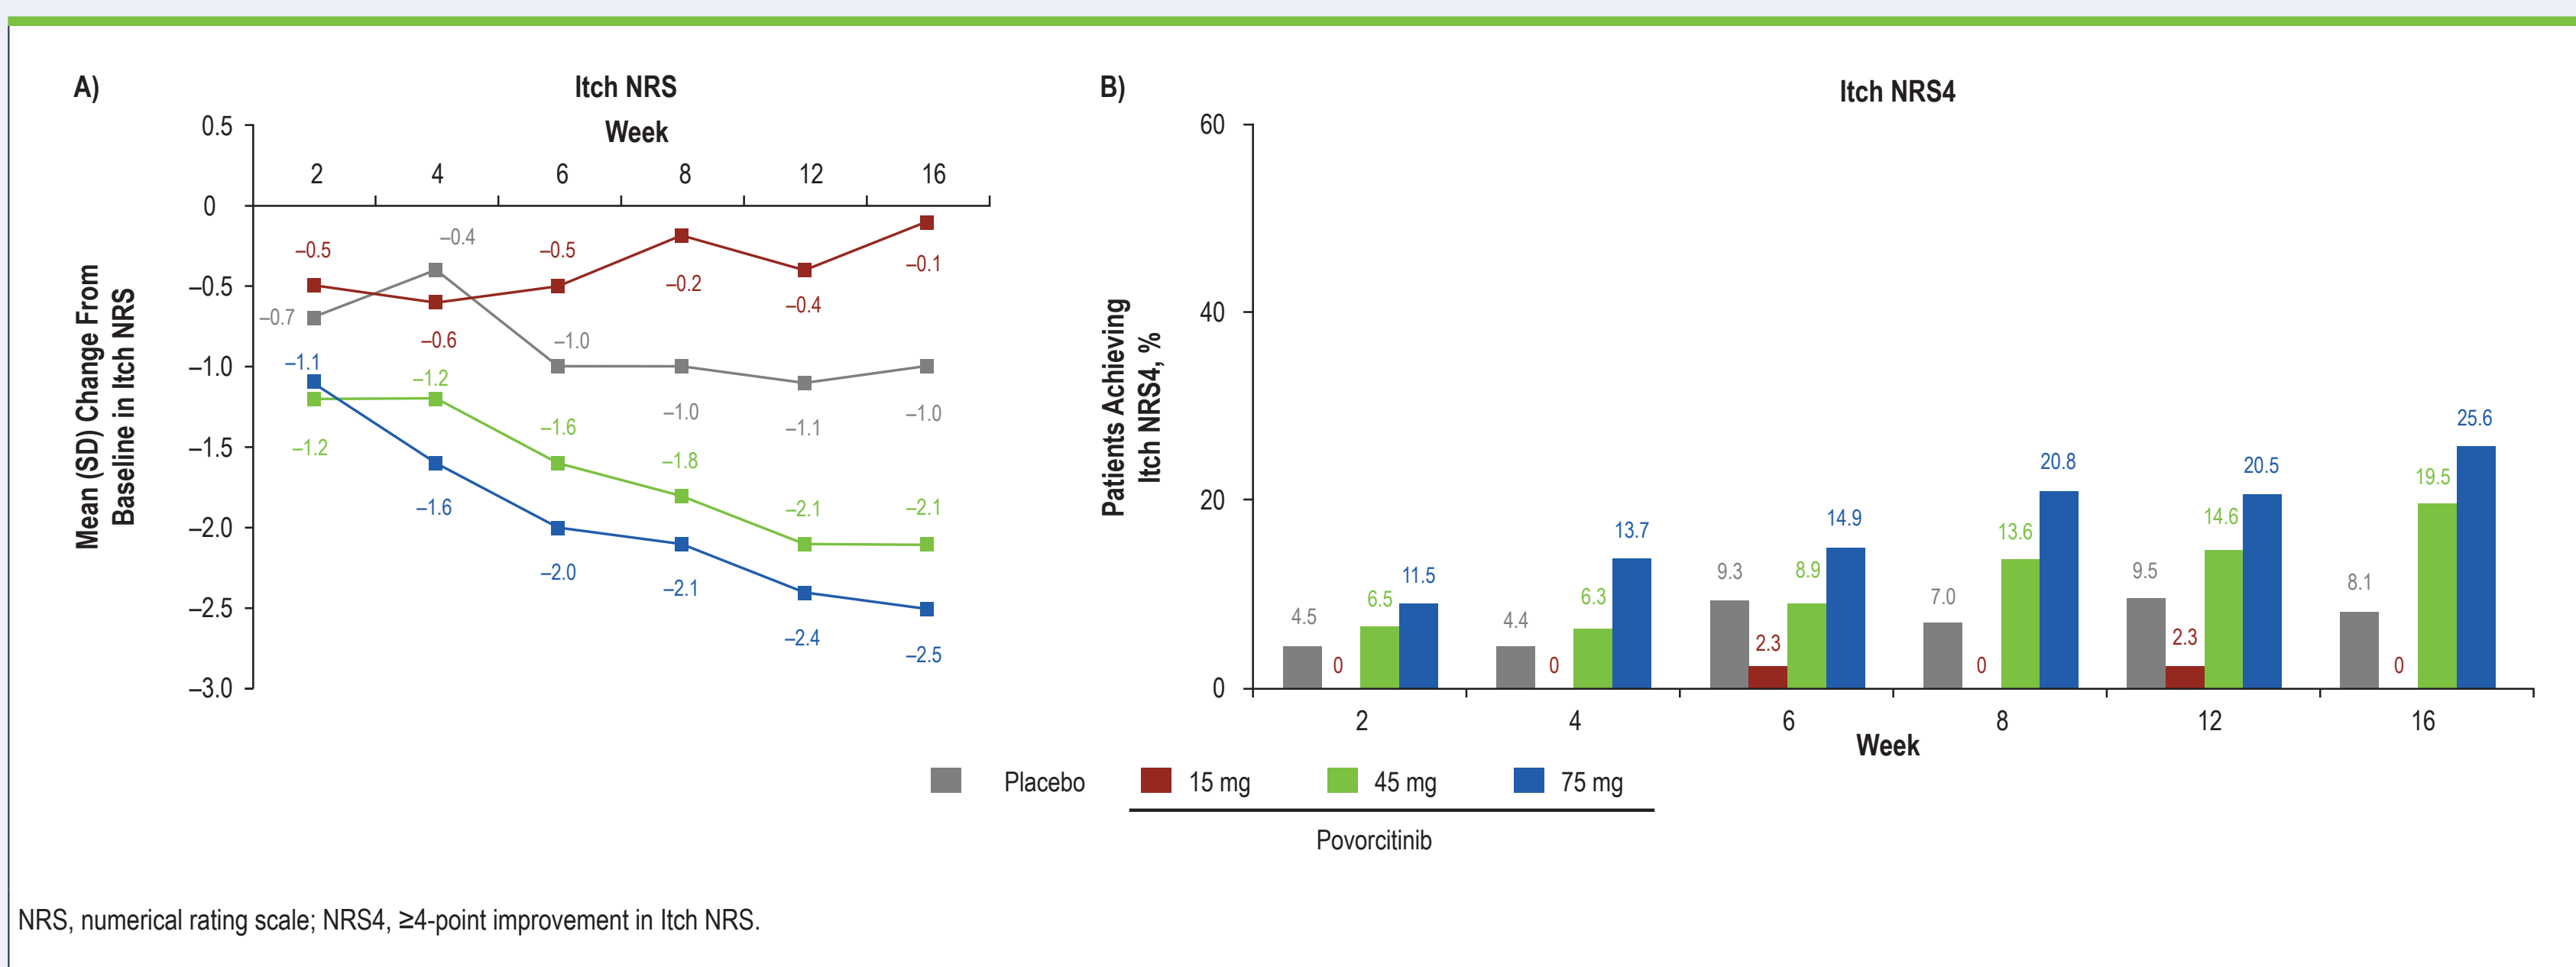 A)
Itch NRS
Week
2 4 6 8 12 16
0.5
0
–0.5
–1.0
–1.5
–2.0
–2.5
–3.0
Mean (SD) Change From
Baseline in Itch NRS
–0.5
–0.6
–0.5
–0.2
–0.4
–0.1
–0.7
–0.4
–1.0
–1.0
–1.1
–1.0
–1.2
–1.2
–1.6
–1.8
–2.1
–2.1
–1.1
–1.6
–2.0
–2.1
–2.4
–2.5
B)
Itch NRS4
60
40
20
0
Patients Achieving
Itch NRS4, %
4.5 0 6.5 11.5
4.4 0 6.3 13.7
9.3 2.3 8.9 14.9
7.0 0 13.6 20.8
9.5 2.3 14.6 20.5
8.1 0 19.5 25.6
2 4 6 8 12 16
Week
Placebo 15 mg 45 mg 75 mg
Povorcitinib
NRS, numerical rating scale; NRS4, ≥4-point improvement in Itch NRS.